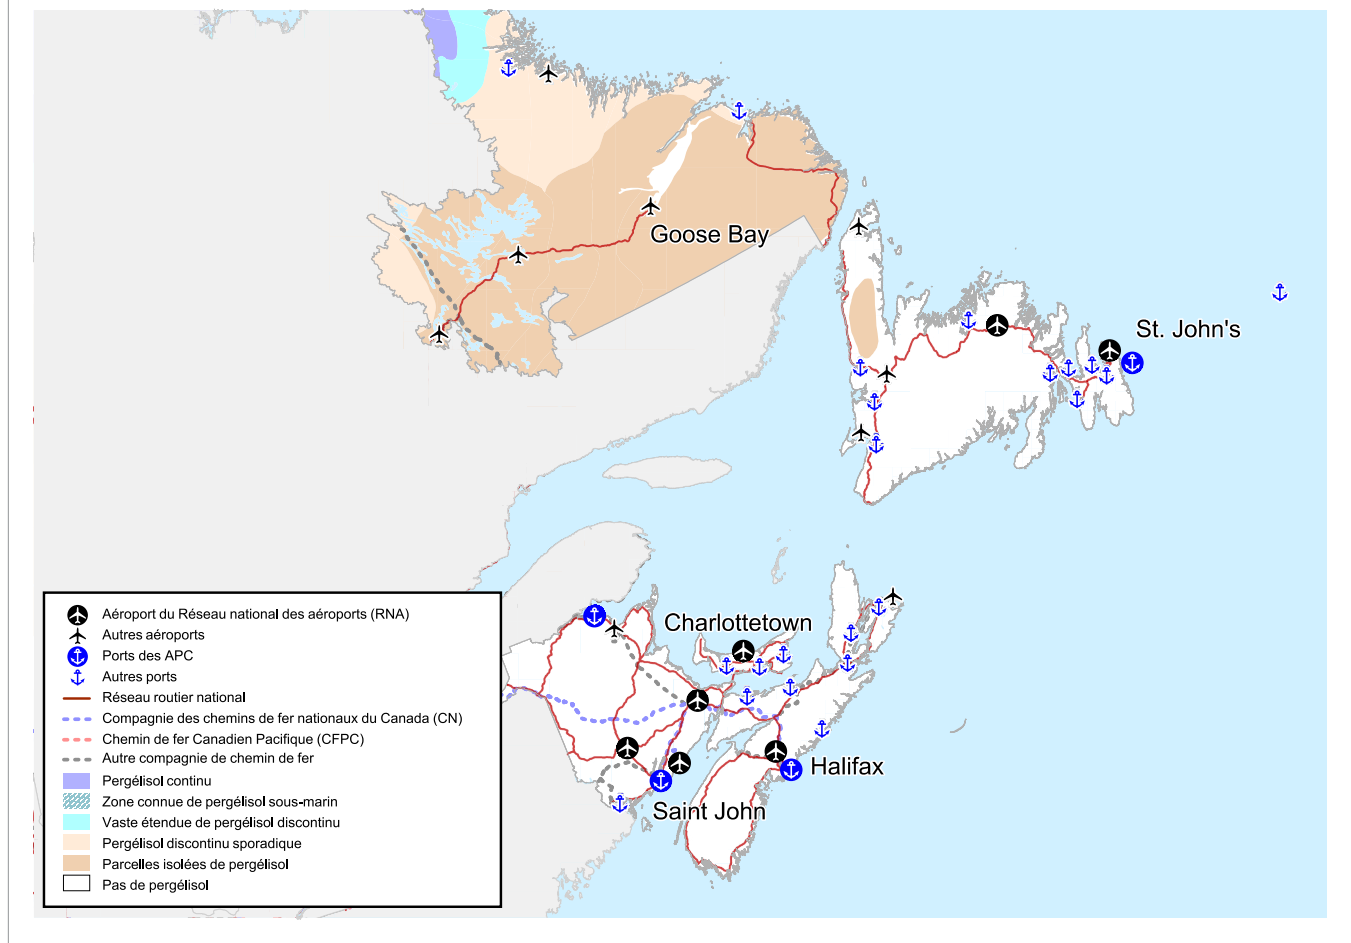 Goose Bay
St. John's
Charlottetown
Halifax
Saint John
Aéroport du Réseau national des aéroports (RNA)
Autres aéroports
Ports des APC
Autres ports
Réseau routier national
Compagnie des chemins de fer nationaux du Canada (CN)
Chemin de fer Canadien Pacifique (CFPC)
Autre compagnie de chemin de fer
Pergélisol continu
Zone connue de pergélisol sous-marin
Vaste étendue de pergélisol discontinu
Pergélisol discontinu sporadique
Parcelles isolées de pergélisol
Pas de pergélisol